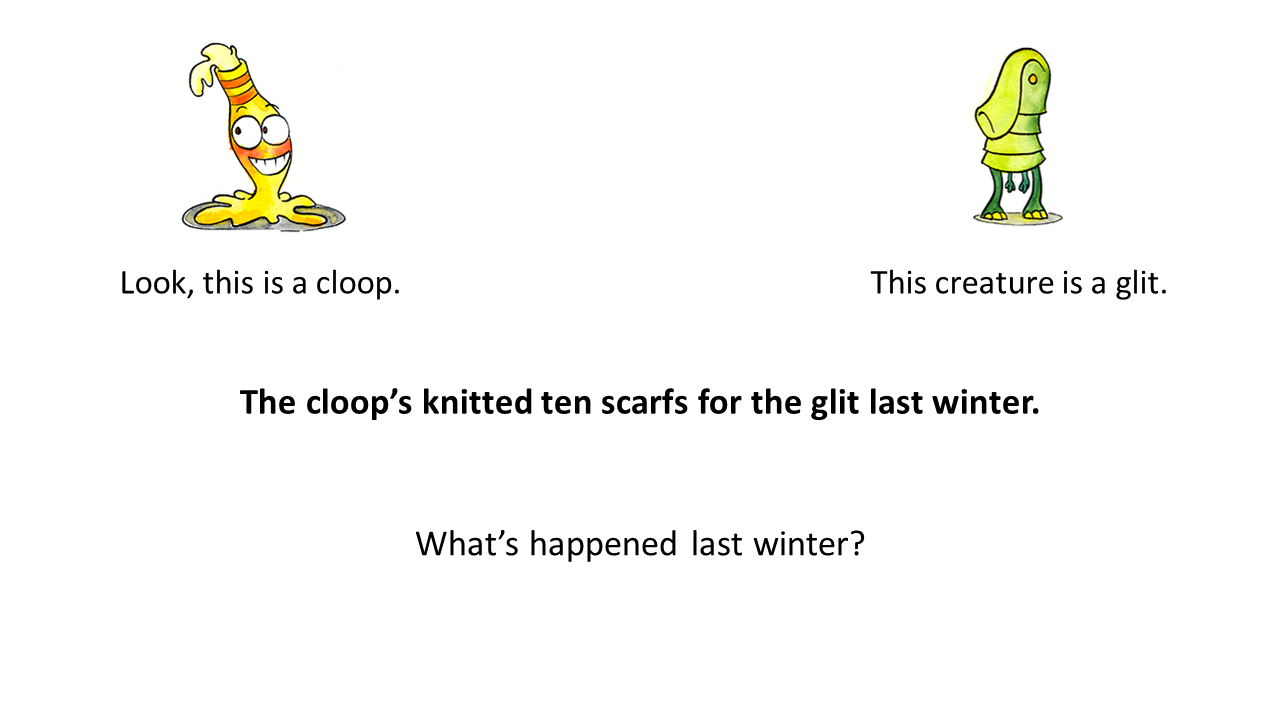 Look, this is a cloop.
This creature is a glit.
The cloop’s knitted ten scarfs for the glit last winter.
What’s happened last winter?